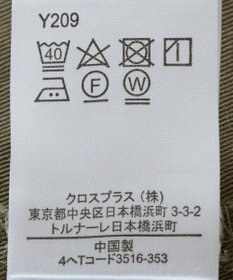 Y209
40
F W
クロスプラス（株）
東京都中央区日本橋浜町 3-3-2
トルナーレ日本橋浜町
中国製
4ヘTコード3516-353